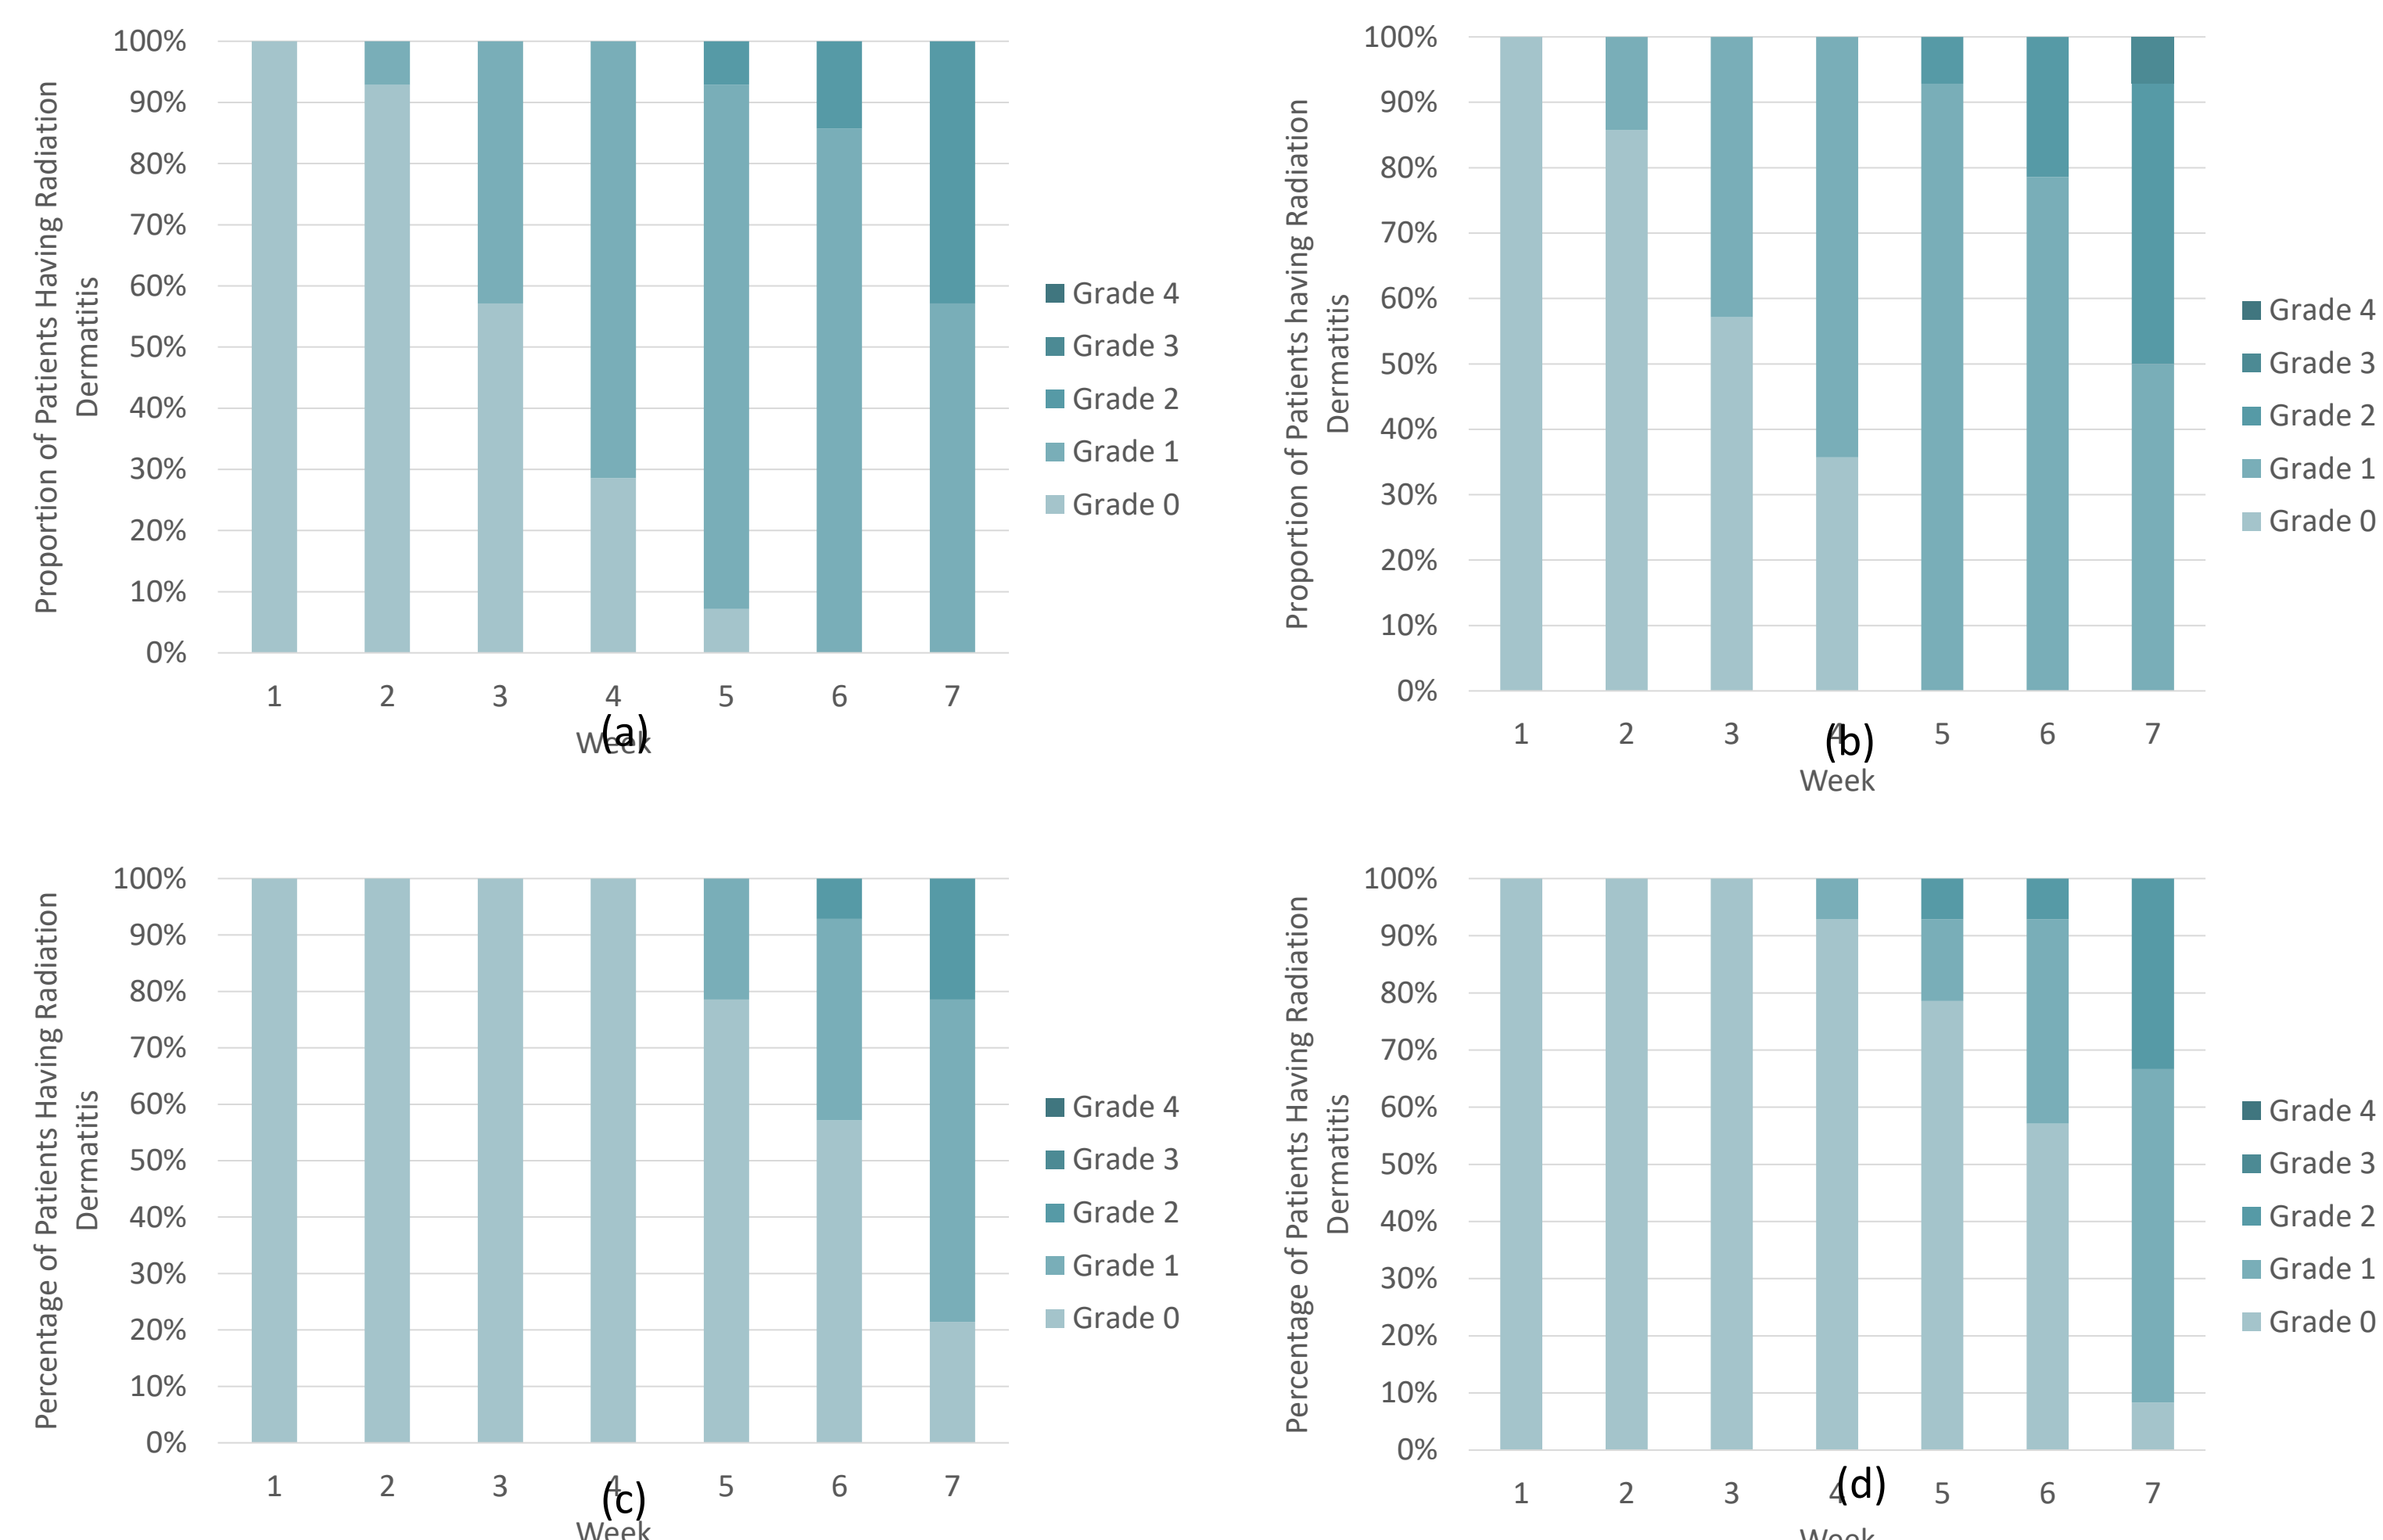 Proportion of Patients Having Radiation
Dermatitis
100%
90%
80%
70%
60%
50%
40%
30%
20%
10%
0%
1 2 3 4 5 6 7
Week
(a)
Grade 4
Grade 3
Grade 2
Grade 1
Grade 0
Proportion of Patients having Radiation
Dermatitis
100%
90%
80%
70%
60%
50%
40%
30%
20%
10%
0%
1 2 3 4 5 6 7
(b)
Week
Grade 4
Grade 3
Grade 2
Grade 1
Grade 0
Percentage of Patients Having Radiation
Dermatitis
100%
90%
80%
70%
60%
50%
40%
30%
20%
10%
0%
1 2 3 4 5 6 7
(c)
Week
Grade 4
Grade 3
Grade 2
Grade 1
Grade 0
Percentage of Patients Having Radiation
Dermatitis
100%
90%
80%
70%
60%
50%
40%
30%
20%
10%
0%
1 2 3 4 5 6 7
(d)
Week
Grade 4
Grade 3
Grade 2
Grade 1
Grade 0